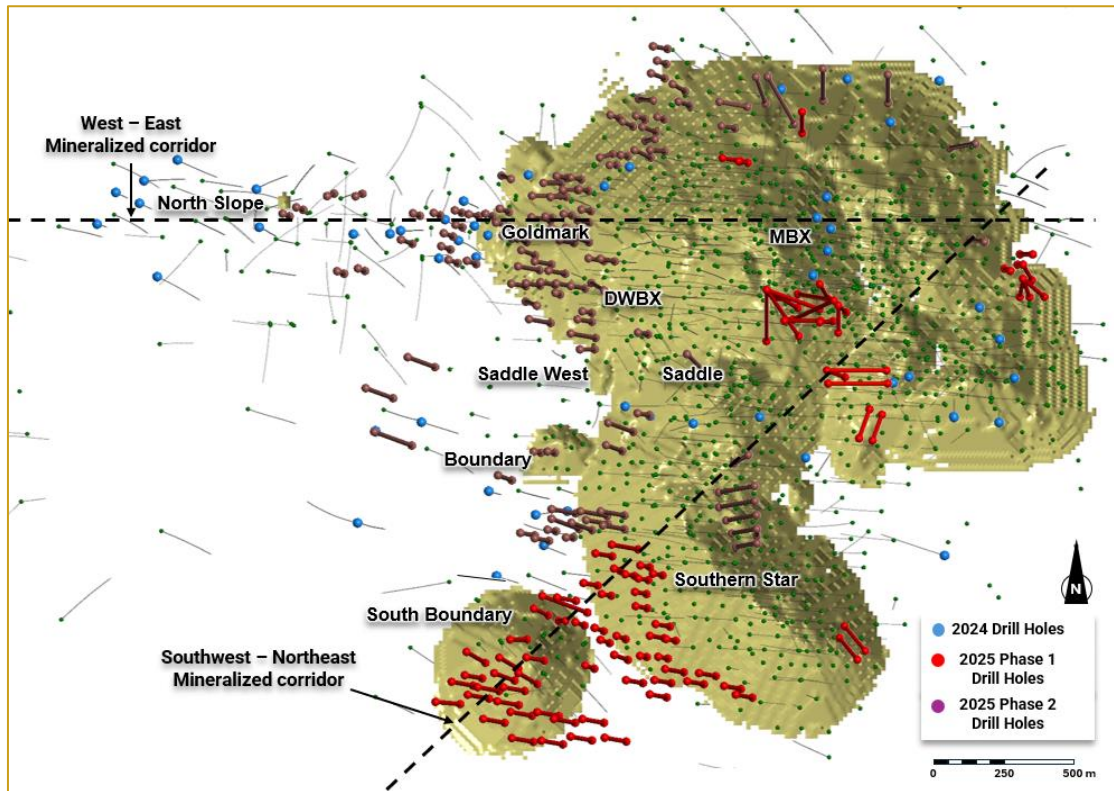 West – East
Mineralized corridor
North Slope
Goldmark
MBX
DWBX
Saddle West
Saddle
Boundary
Southern Star
South Boundary
Southwest – Northeast
Mineralized corridor
N
2024 Drill Holes
2025 Phase 1
Drill Holes
2025 Phase 2
Drill Holes
0 250 500 m